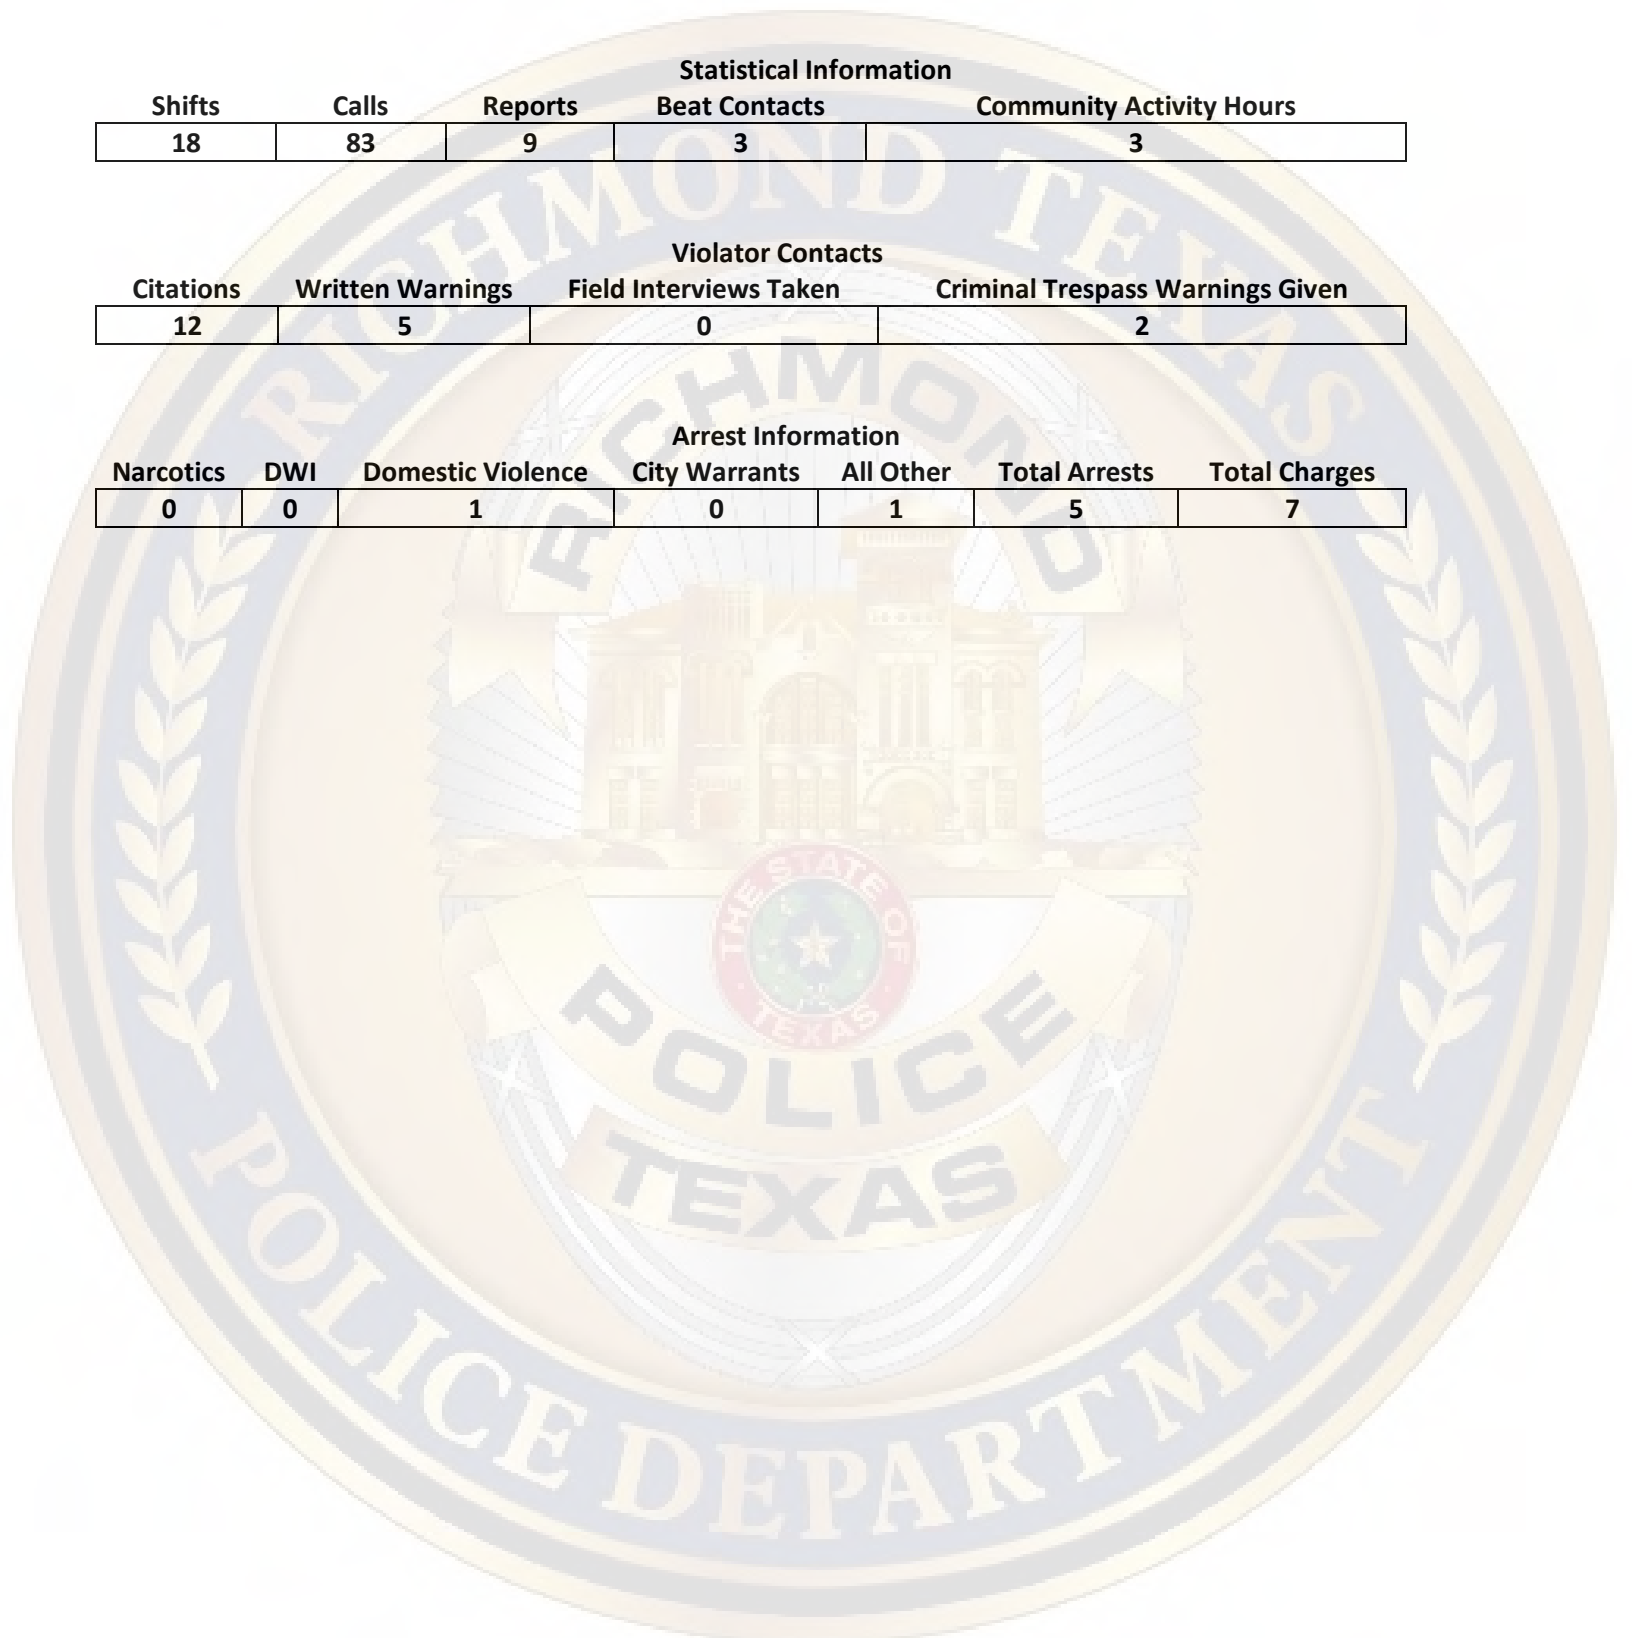 Statistical Information
Shifts Calls Reports Beat Contacts Community Activity Hours
18 83 9 3 3
Violator Contacts
Citations Written Warnings Field Interviews Taken Criminal Trespass Warnings Given
12 5 0 2
Arrest Information
Narcotics DWI Domestic Violence City Warrants All Other Total Arrests Total Charges
0 0 1 0 1 5 7
RICHMOND TEXAS
RICHMOND
THE STATE OF
TEXAS
POLICE
TEXAS
POLICE DEPARTMENT